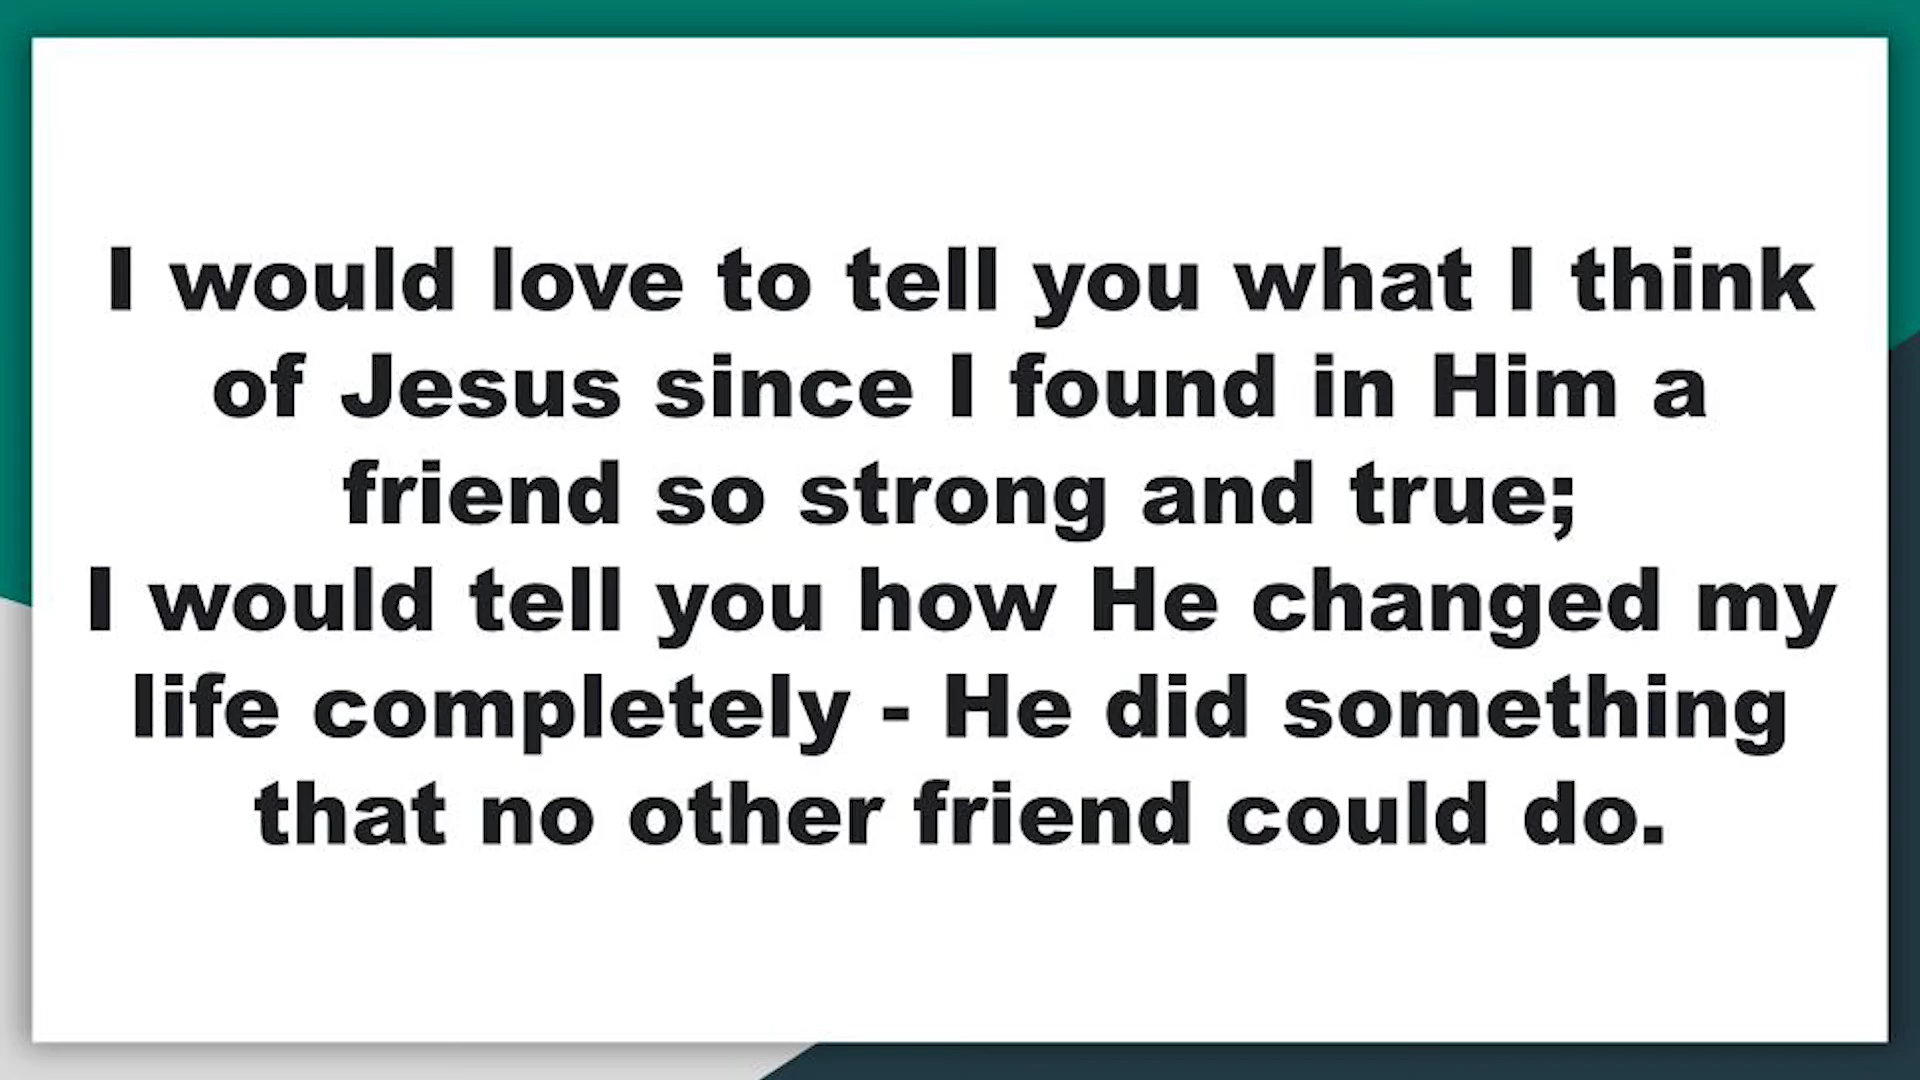 I would love to tell you what I think
of Jesus since I found in Him a
friend so strong and true;
I would tell you how He changed my
life completely - He did something
that no other friend could do.